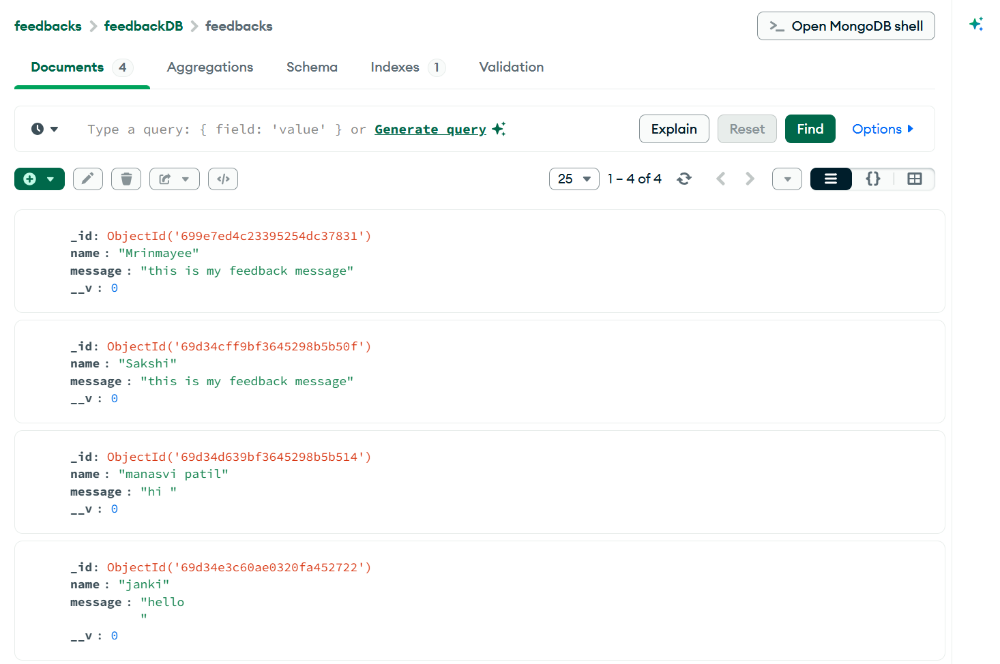 feedbacks > feedbackDB > feedbacks
>_ Open MongoDB shell
Documents 4 Aggregations Schema Indexes 1 Validation
Type a query: { field: 'value' } or Generate query
Explain Reset Find Options
</>
25 1 – 4 of 4 {}
_id: ObjectId('699e7ed4c23395254dc37831')
name : "Mrinmayee"
message : "this is my feedback message"
__v : 0
_id: ObjectId('69d34cff9bf3645298b5b50f')
name : "Sakshi"
message : "this is my feedback message"
__v : 0
_id: ObjectId('69d34d639bf3645298b5b514')
name : "manasvi patil"
message : "hi "
__v : 0
_id: ObjectId('69d34e3c60ae0320fa452722')
name : "janki"
message : "hello
"
__v : 0